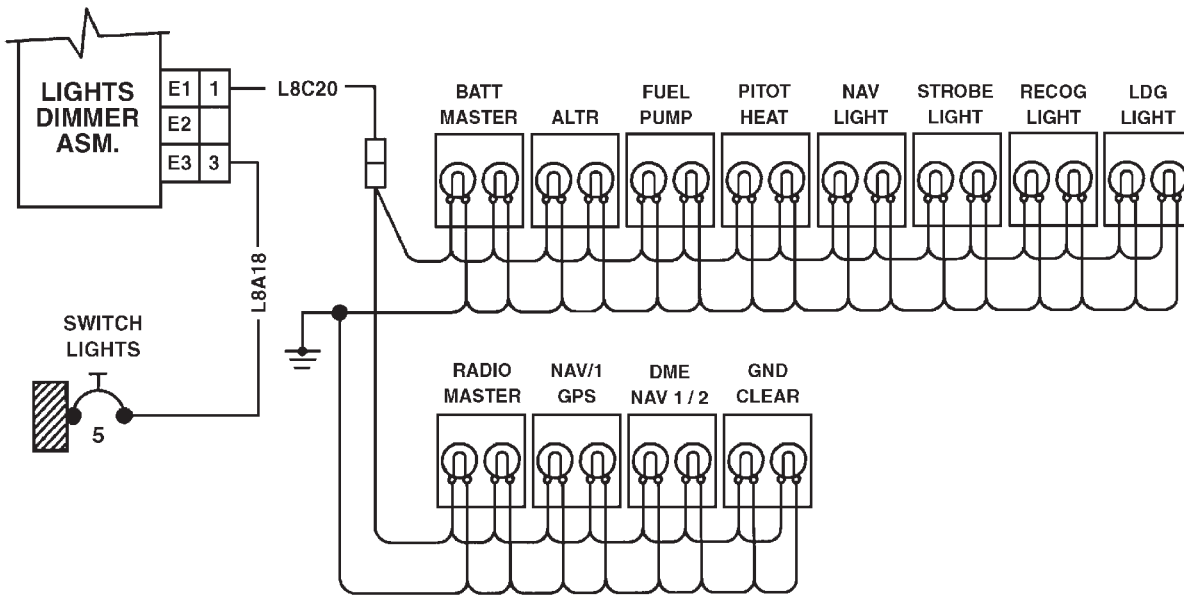 LIGHTS
DIMMER
ASM.
E1 1
E2
E3 3
L8C20
L8A18
SWITCH
LIGHTS
5
BATT
MASTER
ALTR
FUEL
PUMP
PITOT
HEAT
NAV
LIGHT
STROBE
LIGHT
RECOG
LIGHT
LDG
LIGHT
RADIO
MASTER
NAV/1
GPS
DME
NAV 1 / 2
GND
CLEAR